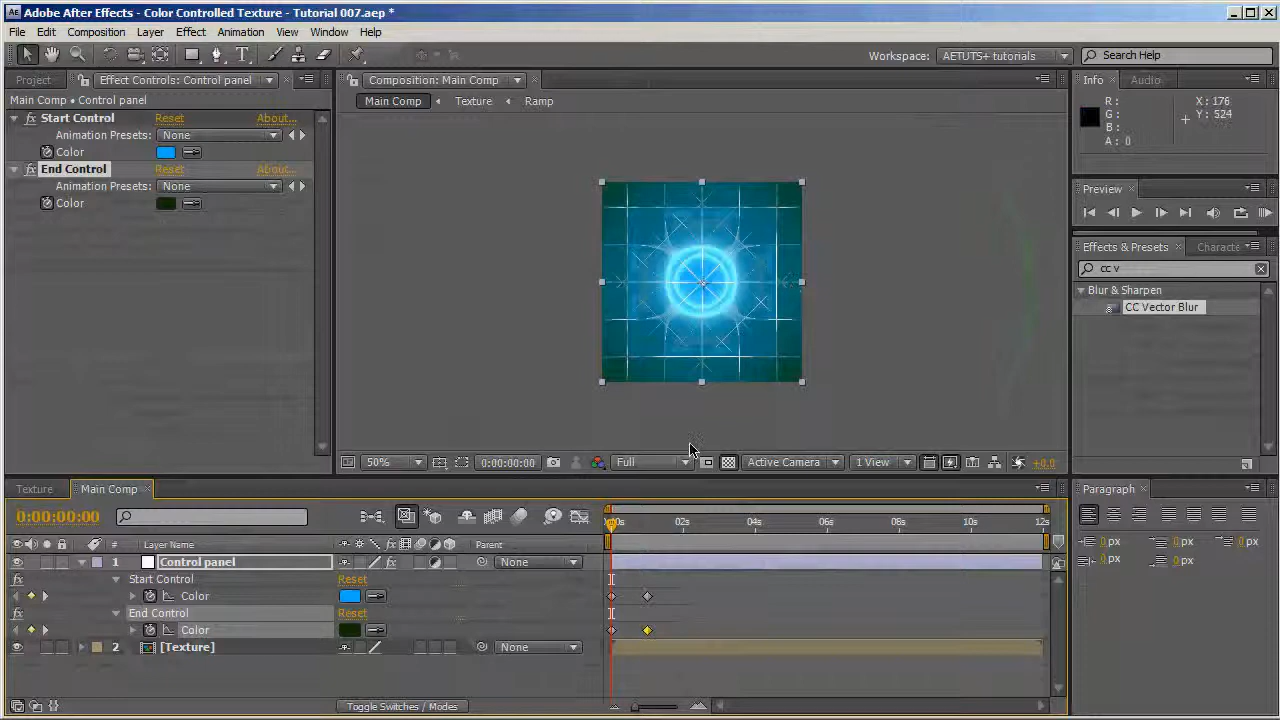 Adobe After Effects - Color Controlled Texture - Tutorial 007.aep *
File Edit Composition Layer Effect Animation View Window Help
Workspace: AETUTS+ tutorials Search Help
Project Effect Controls: Control panel
Main Comp • Control panel
Start Control Reset About...
Animation Presets: None
Color
End Control Reset About...
Animation Presets: None
Color
Composition: Main Comp
Main Comp Texture Ramp
50% 0:00:00:00 Full Active Camera 1 View +0.0
Info Audio
R: X: 176
G: Y: 524
B:
A: 0
Preview
Effects & Presets Characte
cc v
Blur & Sharpen
CC Vector Blur
Texture Main Comp
0:00:00:00
02s 04s 06s 08s 10s 12s
# Layer Name Parent
1 Control panel None
Start Control Reset
Color
End Control Reset
Color
2 [Texture] None
Toggle Switches / Modes
Paragraph
0 px 0 px 0 px
0 px 0 px